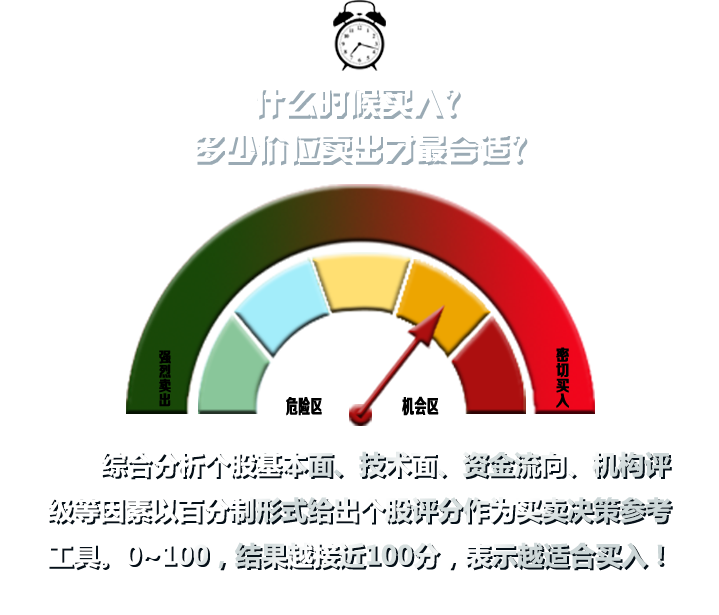 什么时候买入?
多少价位卖出才最合适?
强烈卖出
密切买入
危险区
机会区
综合分析个股基本面、技术面、资金流向、机构评
级等因素以百分制形式给出个股评分作为买卖决策参考
工具。0~100，结果越接近100分，表示越适合买入！